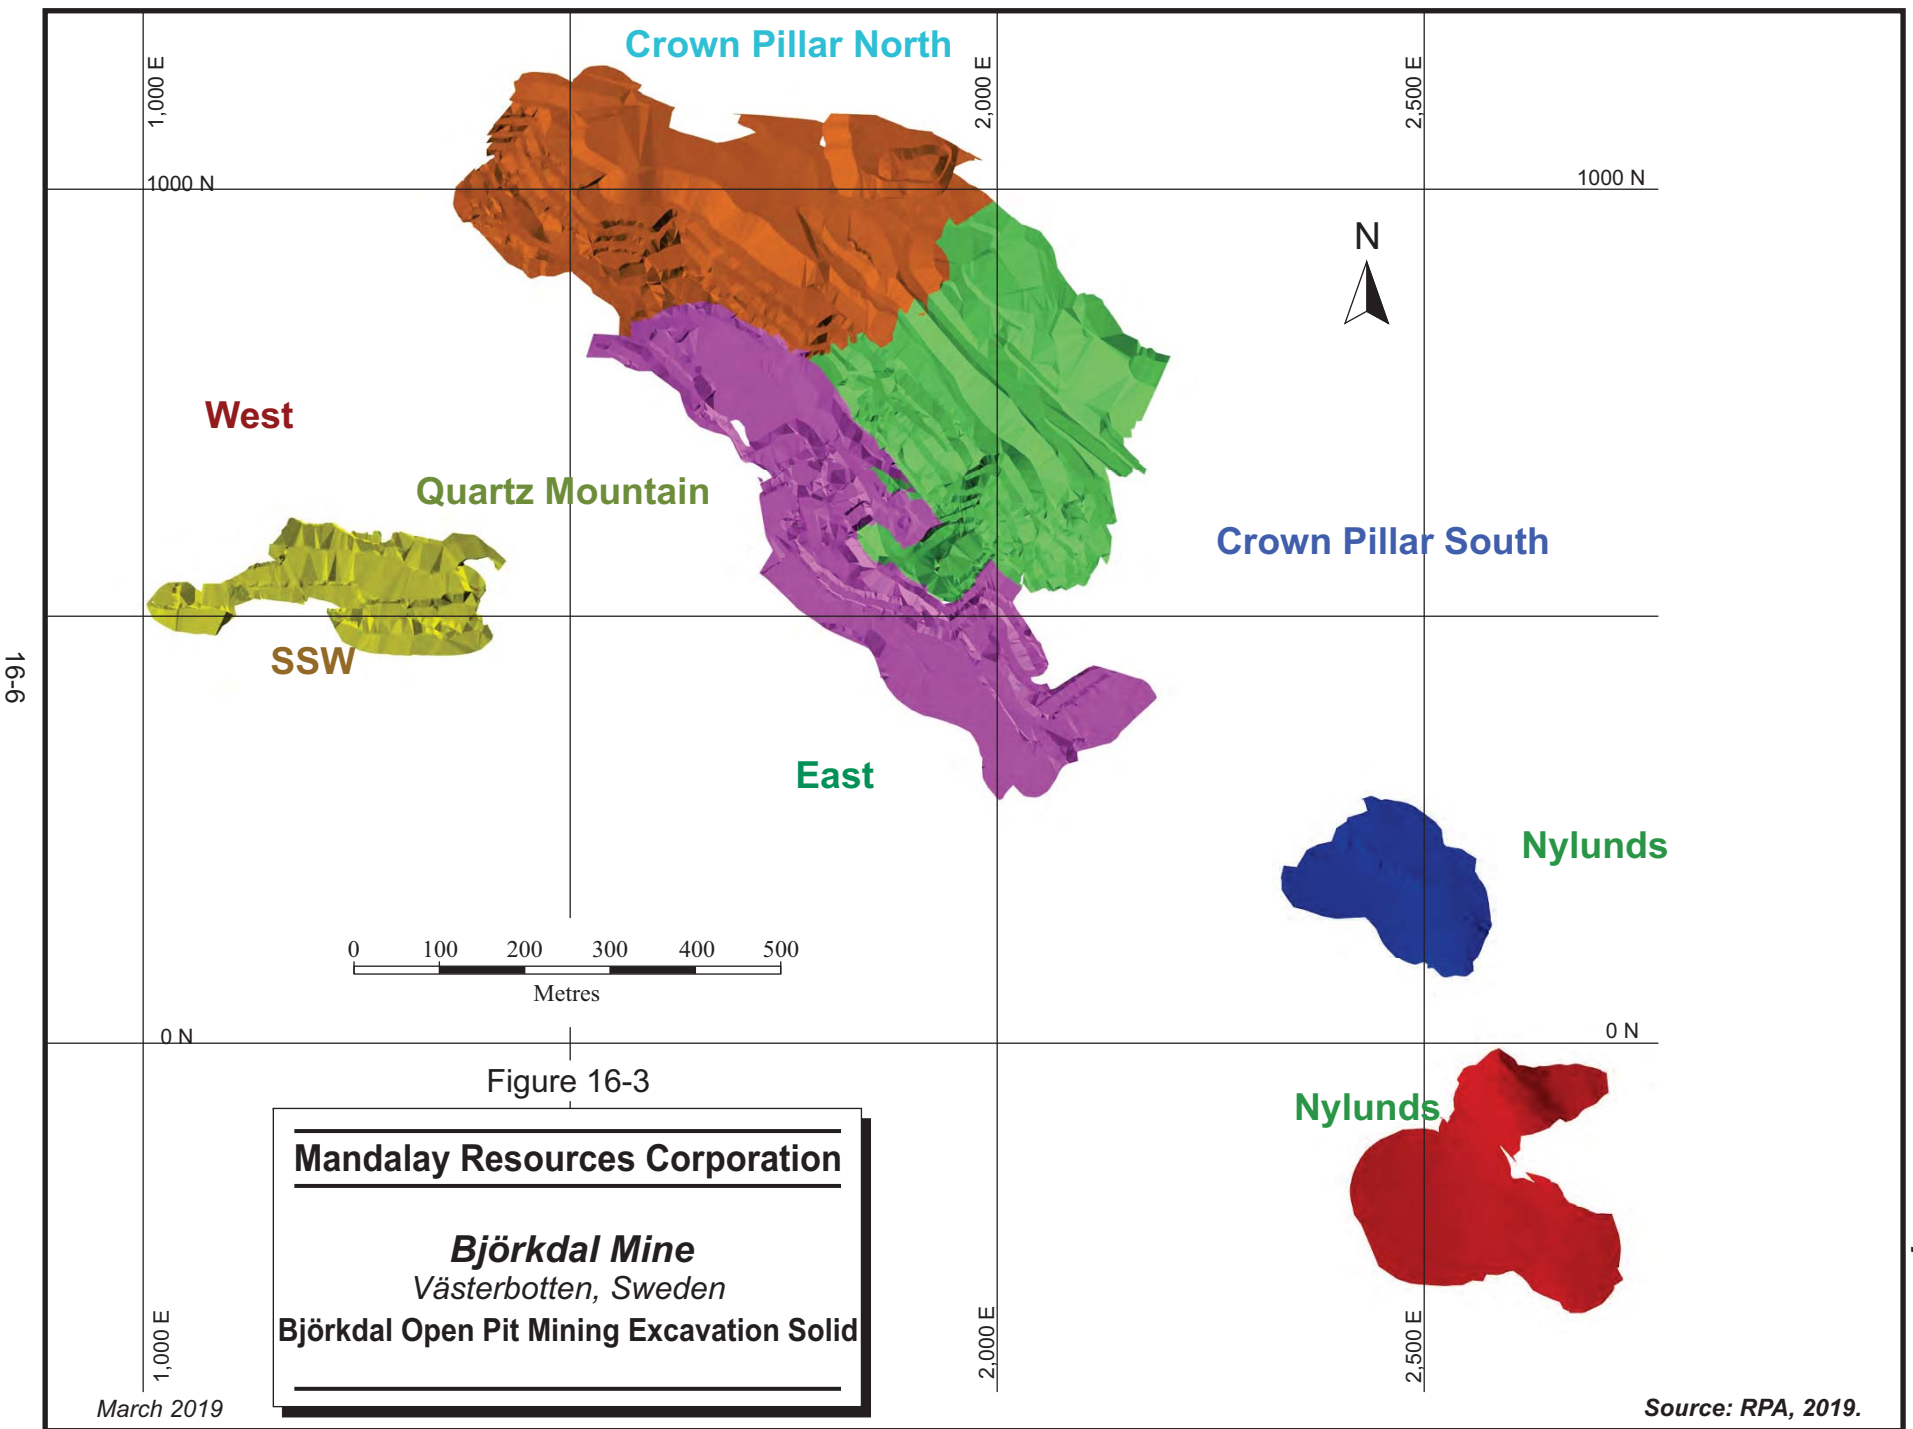 Crown Pillar North
1,000 E
2,000 E
2,500 E
1000 N
1000 N
N
West
Quartz Mountain
Crown Pillar South
SSW
16-6
East
Nylunds
0 100 200 300 400 500
Metres
0 N
0 N
Figure 16-3
Nylunds
Mandalay Resources Corporation
Björkdal Mine
Västerbotten, Sweden
Björkdal Open Pit Mining Excavation Solid
1,000 E
2,000 E
2,500 E
March 2019
Source: RPA, 2019.